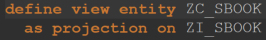 define view entity ZC_SBOOK
as projection on ZI_SBOOK